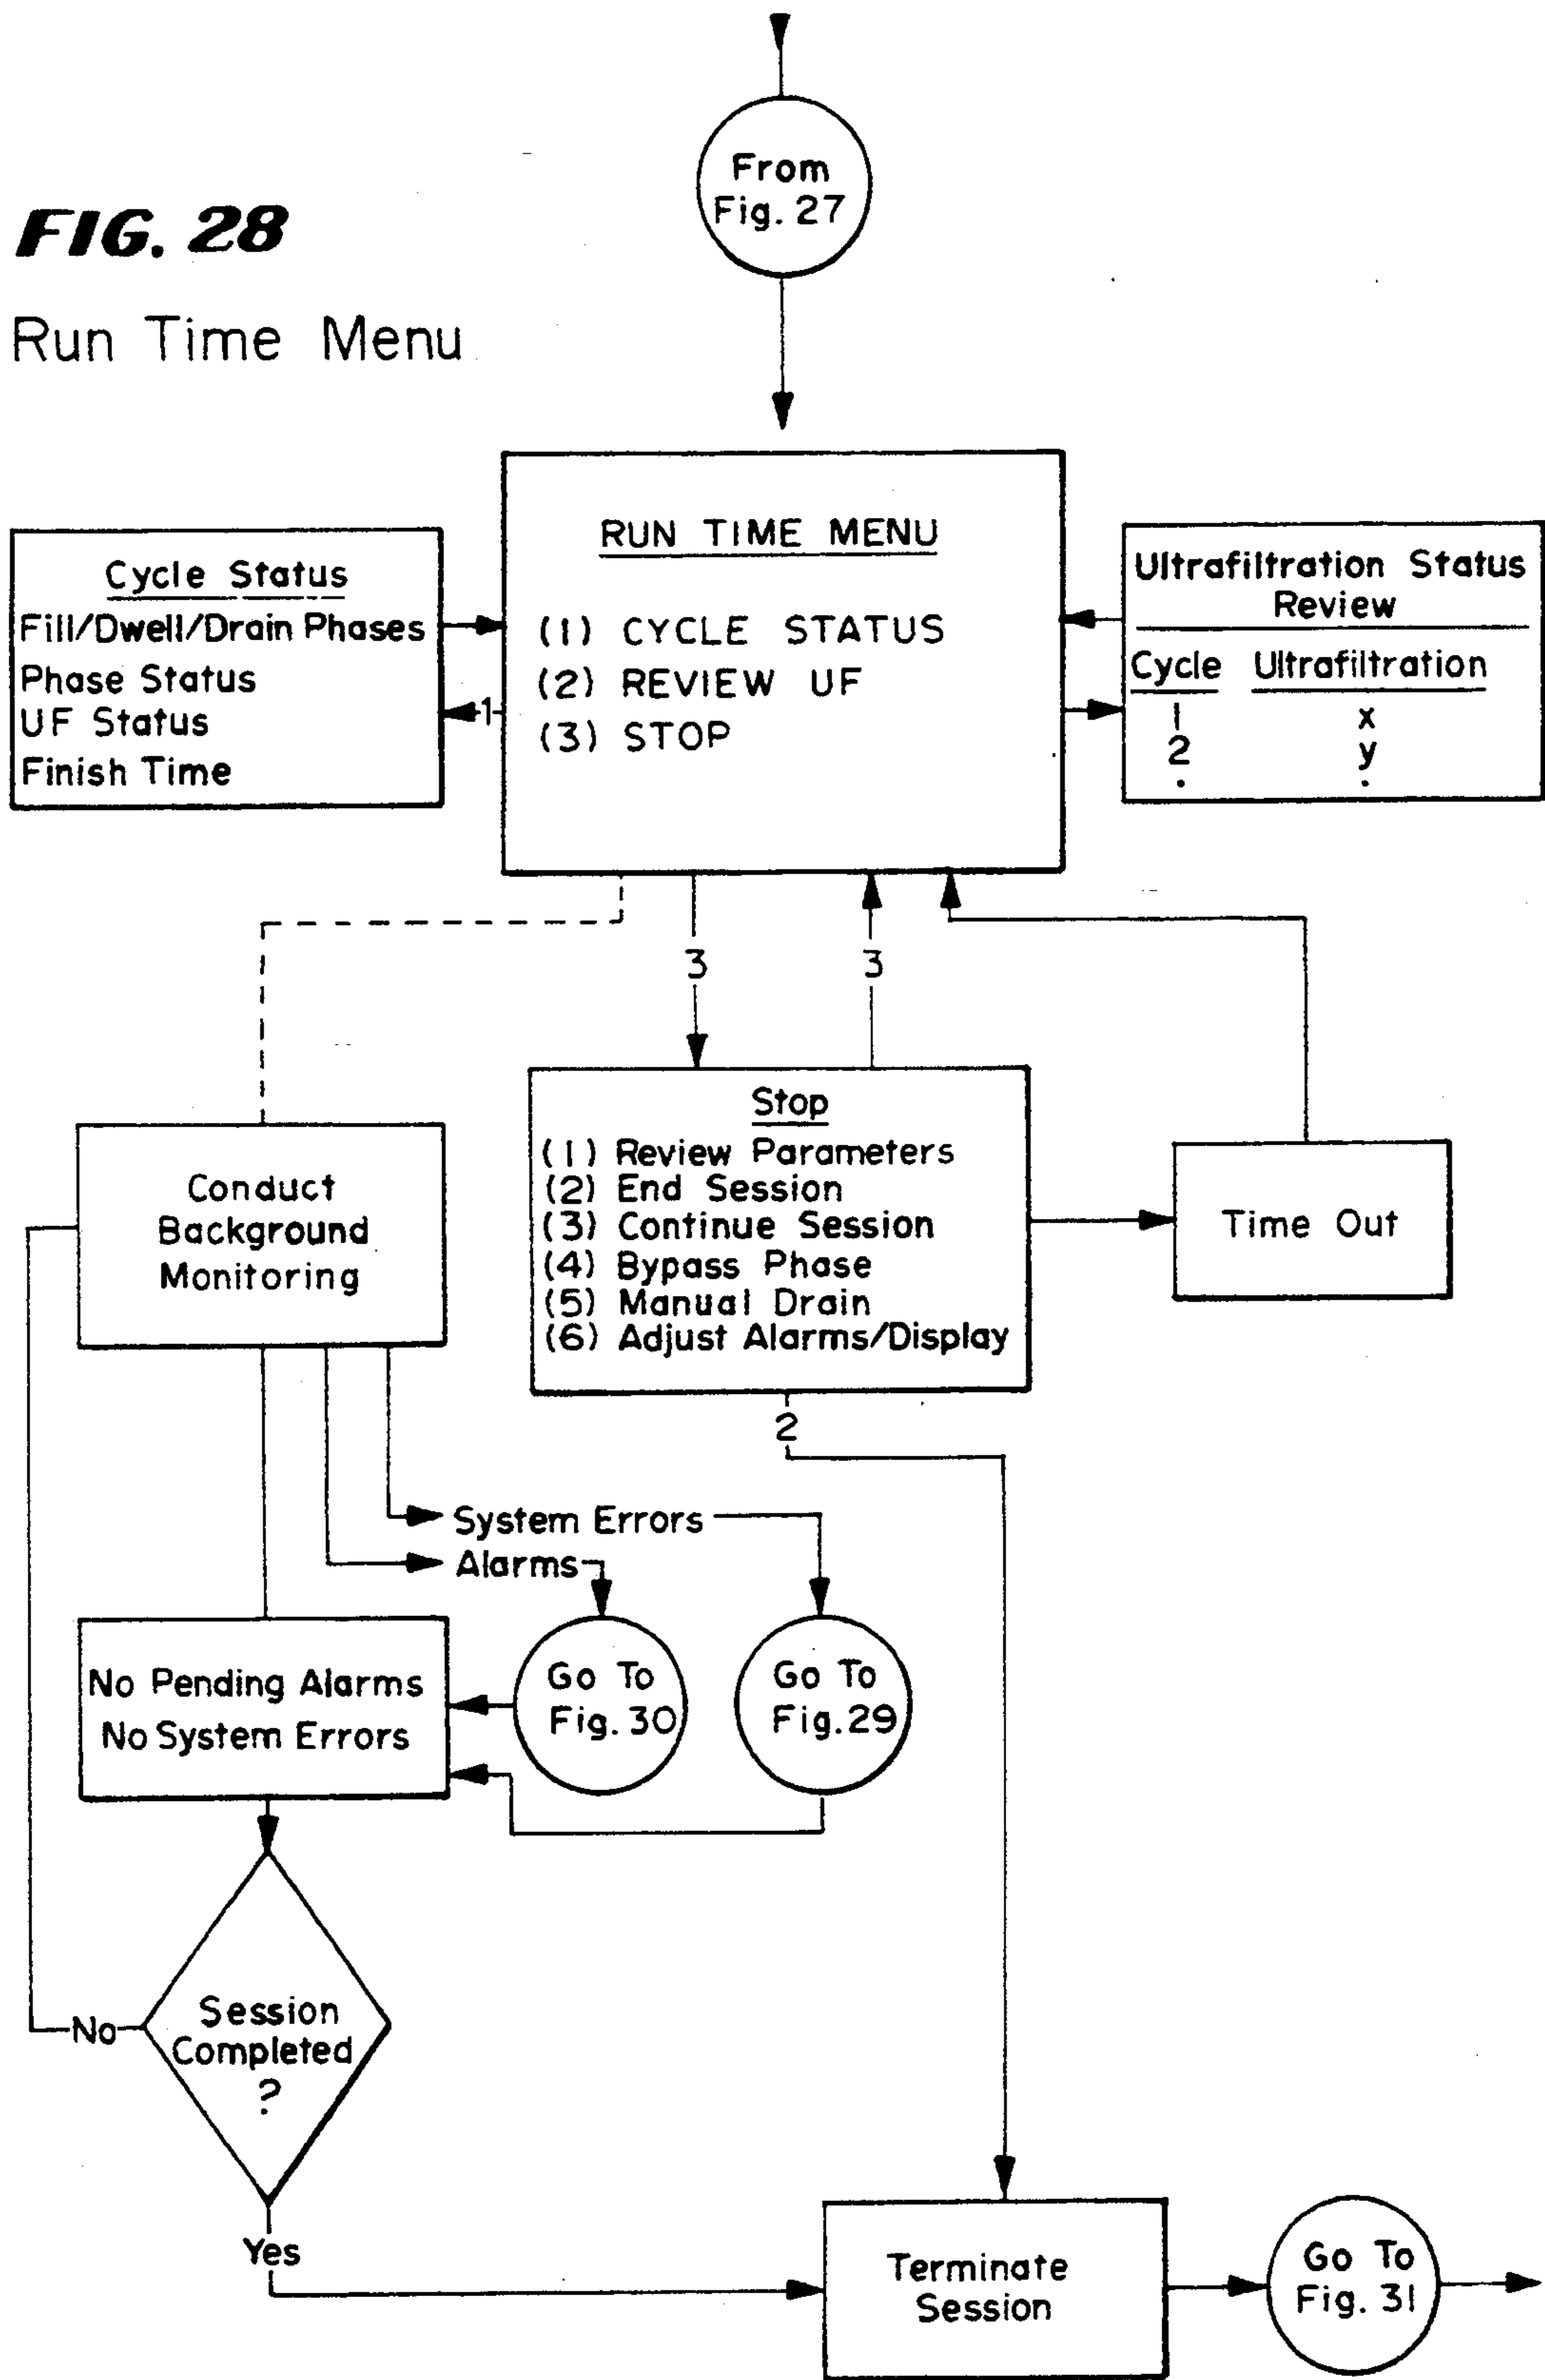 From
Fig. 27
FIG. 28
Run Time Menu
RUN TIME MENU
(1) CYCLE STATUS
(2) REVIEW UF
(3) STOP
Cycle Status
Fill/Dwell/Drain Phases
Phase Status
UF Status
Finish Time
1
Ultrafiltration Status
Review
Cycle Ultrafiltration
1 x
2 y
. .
3
3
Conduct
Background
Monitoring
Stop
(1) Review Parameters
(2) End Session
(3) Continue Session
(4) Bypass Phase
(5) Manual Drain
(6) Adjust Alarms/Display
Time Out
2
System Errors
Alarms
No Pending Alarms
No System Errors
Go To
Fig. 30
Go To
Fig. 29
Session
Completed
?
No
Yes
Terminate
Session
Go To
Fig. 31